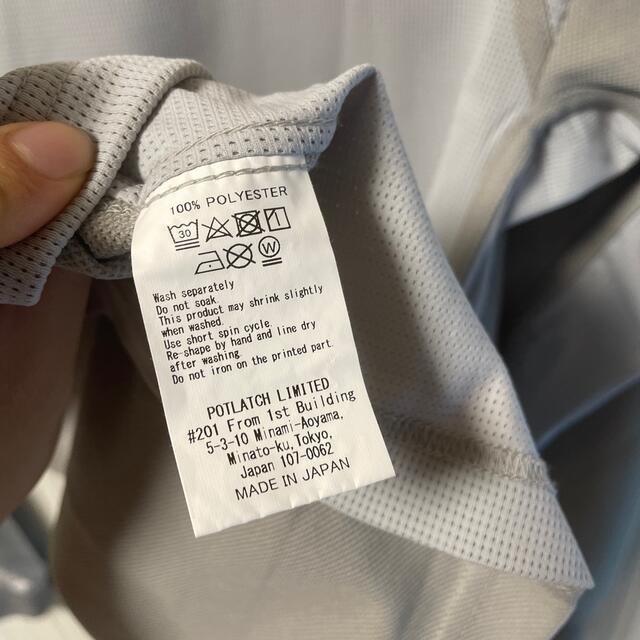 100% POLYESTER
30
W
Wash separately
Do not soak.
This product may shrink slightly
when washed.
Use short spin cycle.
Re-shape by hand and line dry
after washing.
Do not iron on the printed part.
POTLATCH LIMITED
#201 From 1st Building
5-3-10 Minami-Aoyama,
Minato-ku,Tokyo,
Japan 107-0062
MADE IN JAPAN